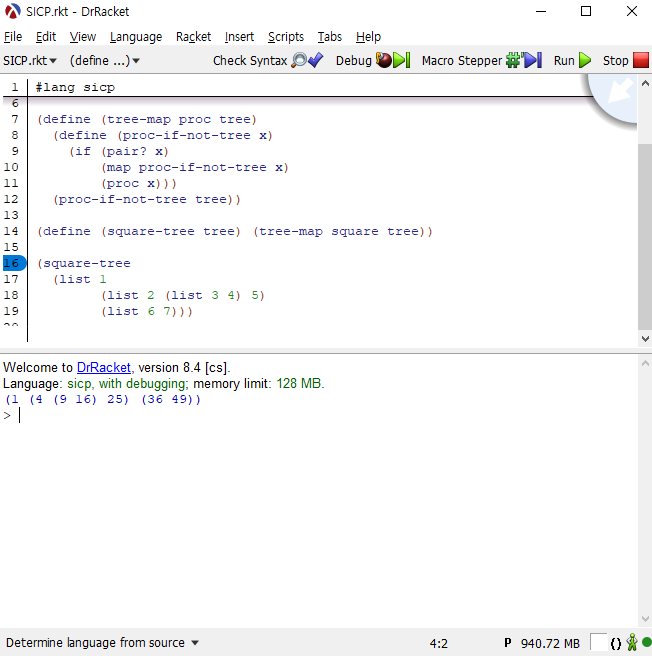 SICP.rkt - DrRacket
File Edit View Language Racket Insert Scripts Tabs Help
SICP.rkt (define ...) Check Syntax Debug Macro Stepper Run Stop
1 #lang sicp
6
7 (define (tree-map proc tree)
8 (define (proc-if-not-tree x)
9 (if (pair? x)
10 (map proc-if-not-tree x)
11 (proc x)))
12 (proc-if-not-tree tree))
13
14 (define (square-tree tree) (tree-map square tree))
15
16 (square-tree
17 (list 1
18 (list 2 (list 3 4) 5)
19 (list 6 7)))
Welcome to DrRacket, version 8.4 [cs].
Language: sicp, with debugging; memory limit: 128 MB.
(1 (4 (9 16) 25) (36 49))
>
Determine language from source 4:2 P 940.72 MB ()